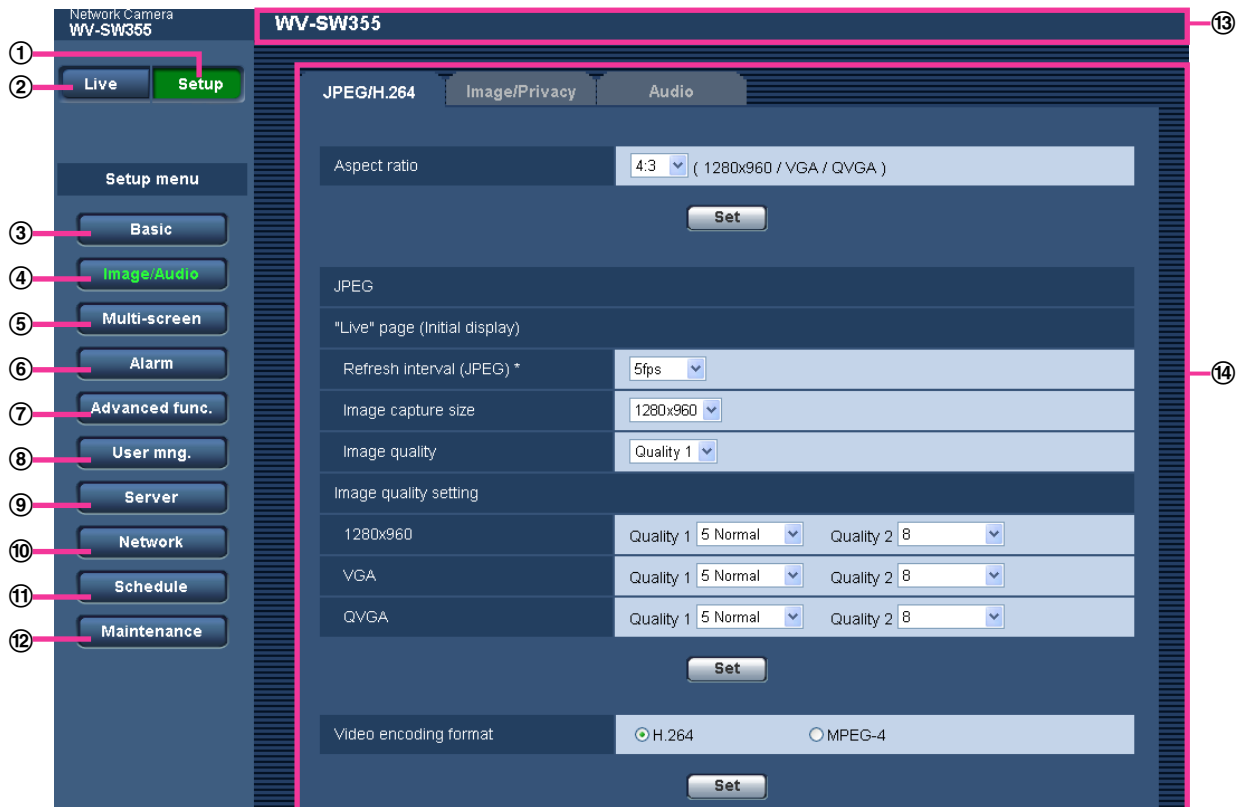 Network Camera
WV-SW355
WV-SW355
⑬
①
② Live Setup
JPEG/H.264 Image/Privacy Audio
Aspect ratio 4:3 ( 1280x960 / VGA / QVGA )
Setup menu
Set
③ Basic
④ Image/Audio
JPEG
⑤ Multi-screen
"Live" page (Initial display)
⑥ Alarm
Refresh interval (JPEG) * 5fps
⑭
⑦ Advanced func.
Image capture size 1280x960
⑧ User mng.
Image quality Quality 1
⑨ Server
Image quality setting
⑩ Network
1280x960 Quality 1 5 Normal Quality 2 8
⑪ Schedule
VGA Quality 1 5 Normal Quality 2 8
QVGA Quality 1 5 Normal Quality 2 8
⑫ Maintenance
Set
Video encoding format H.264 MPEG-4
Set